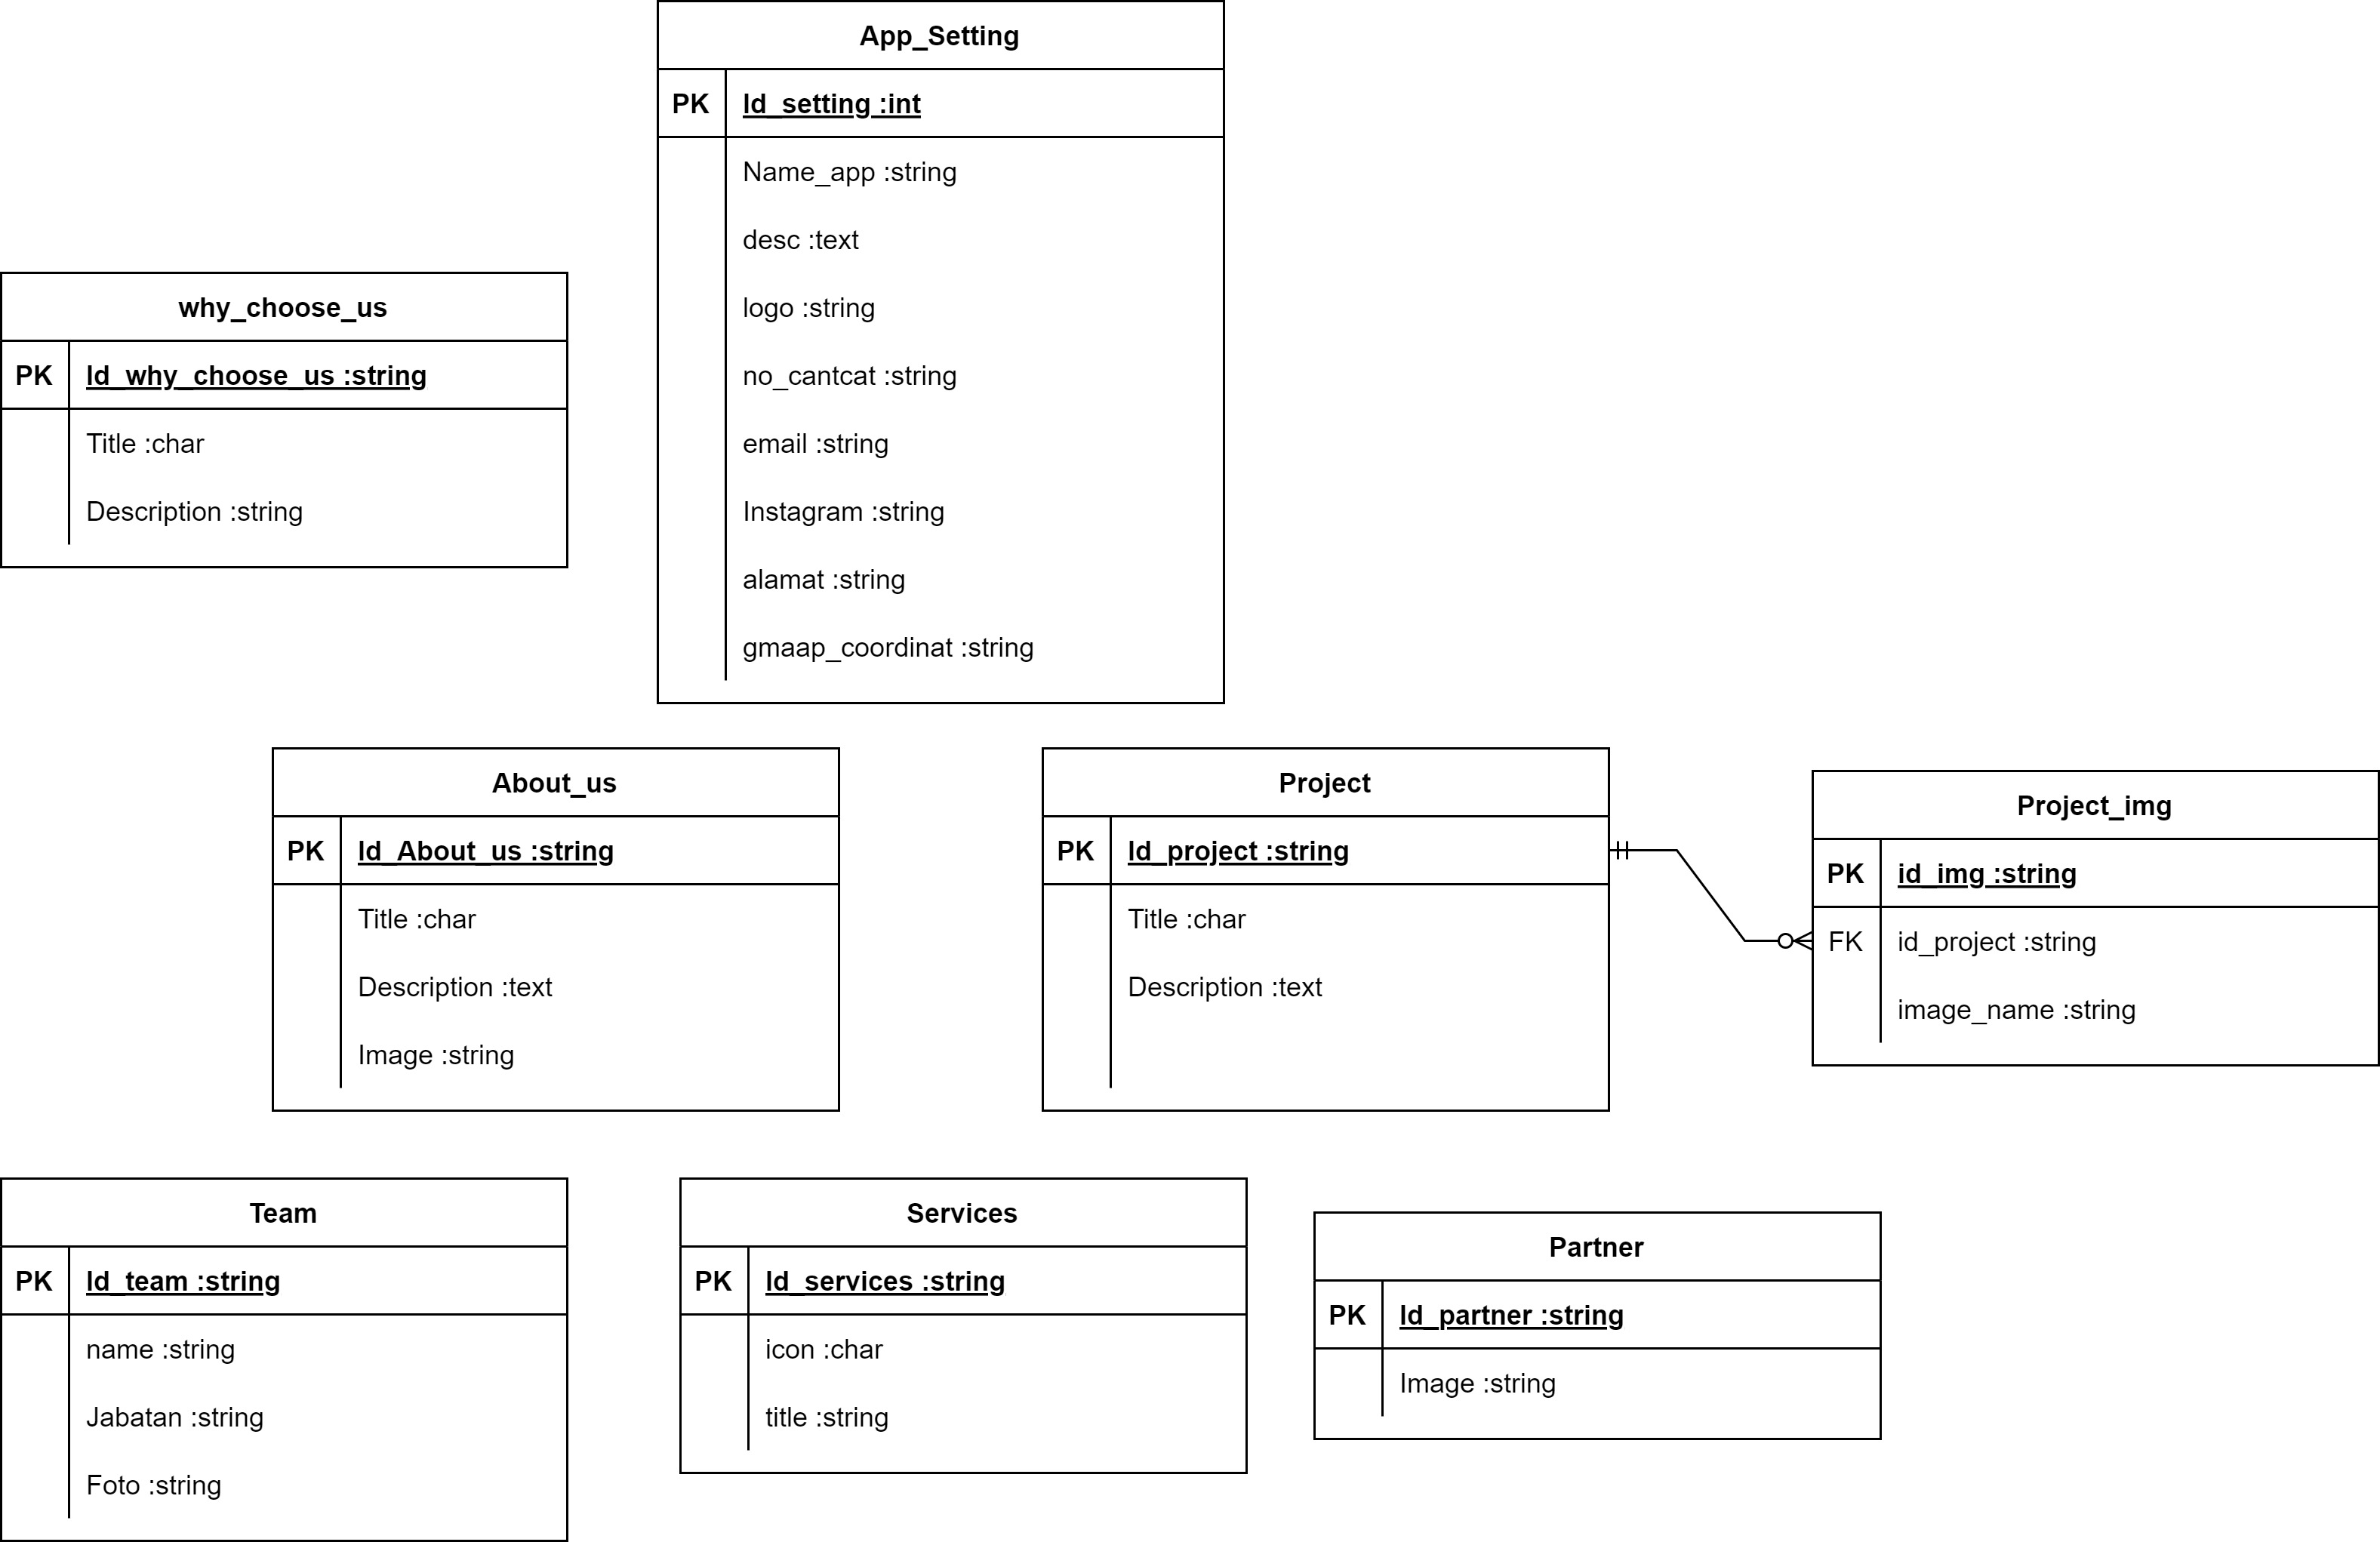 App_Setting
PK Id_setting :int
Name_app :string
desc :text
logo :string
no_cantcat :string
email :string
Instagram :string
alamat :string
gmaap_coordinat :string
why_choose_us
PK Id_why_choose_us :string
Title :char
Description :string
About_us
PK Id_About_us :string
Title :char
Description :text
Image :string
Project
PK Id_project :string
Title :char
Description :text
Project_img
PK id_img :string
FK id_project :string
image_name :string
Team
PK Id_team :string
name :string
Jabatan :string
Foto :string
Services
PK Id_services :string
icon :char
title :string
Partner
PK Id_partner :string
Image :string